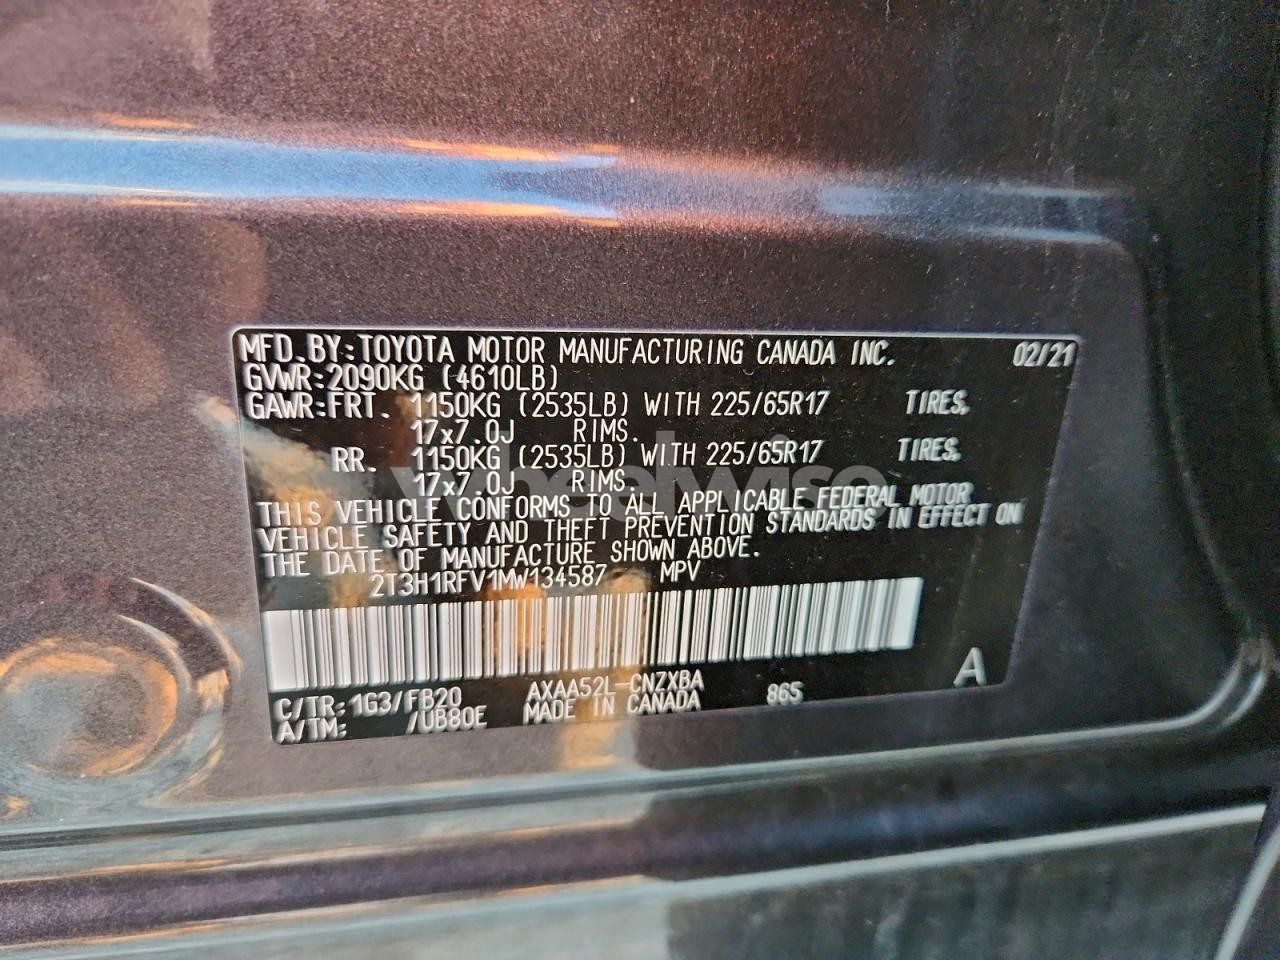 MFD. BY: TOYOTA MOTOR MANUFACTURING CANADA INC. 02/21
GVWR: 2090KG (4610LB)
GAWR: FRT. 1150KG (2535LB) WITH 225/65R17 TIRES,
17x7.0J RIMS.
RR. 1150KG (2535LB) WITH 225/65R17 TIRES,
17x7.0J RIMS.
THIS VEHICLE CONFORMS TO ALL APPLICABLE FEDERAL MOTOR
VEHICLE SAFETY AND THEFT PREVENTION STANDARDS IN EFFECT ON
THE DATE OF MANUFACTURE SHOWN ABOVE.
2T3H1RFV1MW134587 MPV
C/TR: 1G3/FB20 AXAA52L-CNZXBA 865 A
A/TM: /UB80E MADE IN CANADA
wheelwise